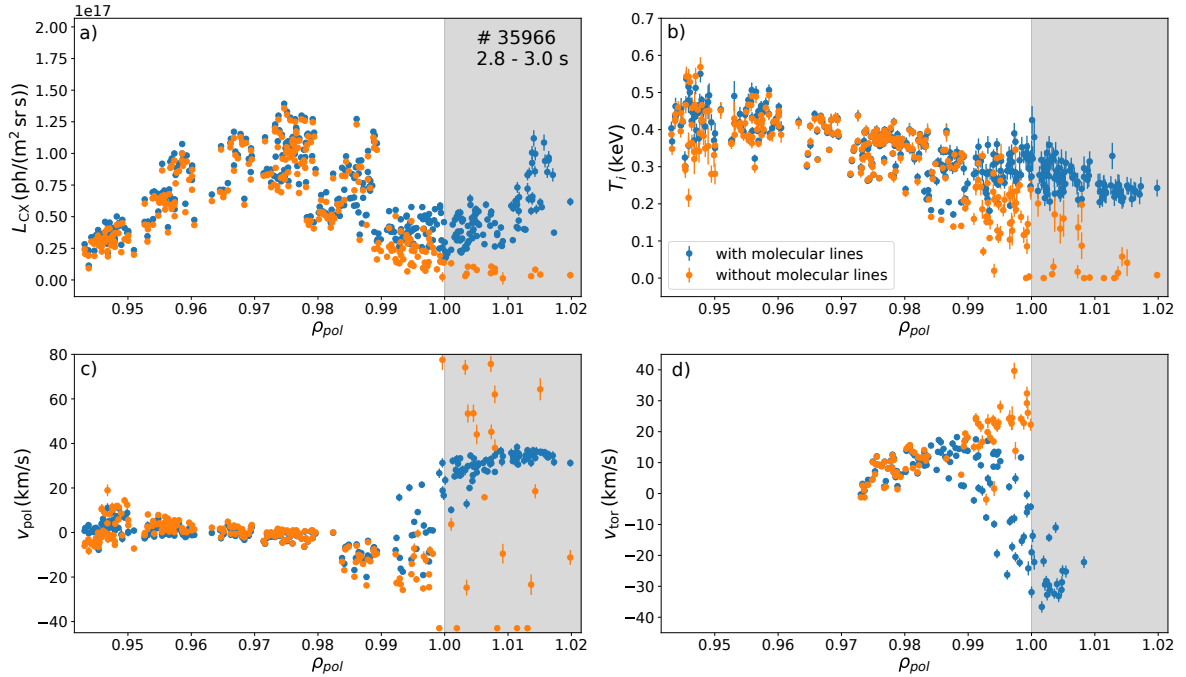 1e17
a)
# 35966
2.8 - 3.0 s
2.00
1.75
1.50
1.25
1.00
0.75
0.50
0.25
0.00
L_CX (ph/(m² sr s))
0.95 0.96 0.97 0.98 0.99 1.00 1.01 1.02
ρ_pol
b)
0.7
0.6
0.5
0.4
0.3
0.2
0.1
0.0
T_i (keV)
with molecular lines
without molecular lines
0.95 0.96 0.97 0.98 0.99 1.00 1.01 1.02
ρ_pol
c)
80
60
40
20
0
−20
−40
v_pol (km/s)
0.95 0.96 0.97 0.98 0.99 1.00 1.01 1.02
ρ_pol
d)
40
30
20
10
0
−10
−20
−30
−40
v_tor (km/s)
0.95 0.96 0.97 0.98 0.99 1.00 1.01 1.02
ρ_pol